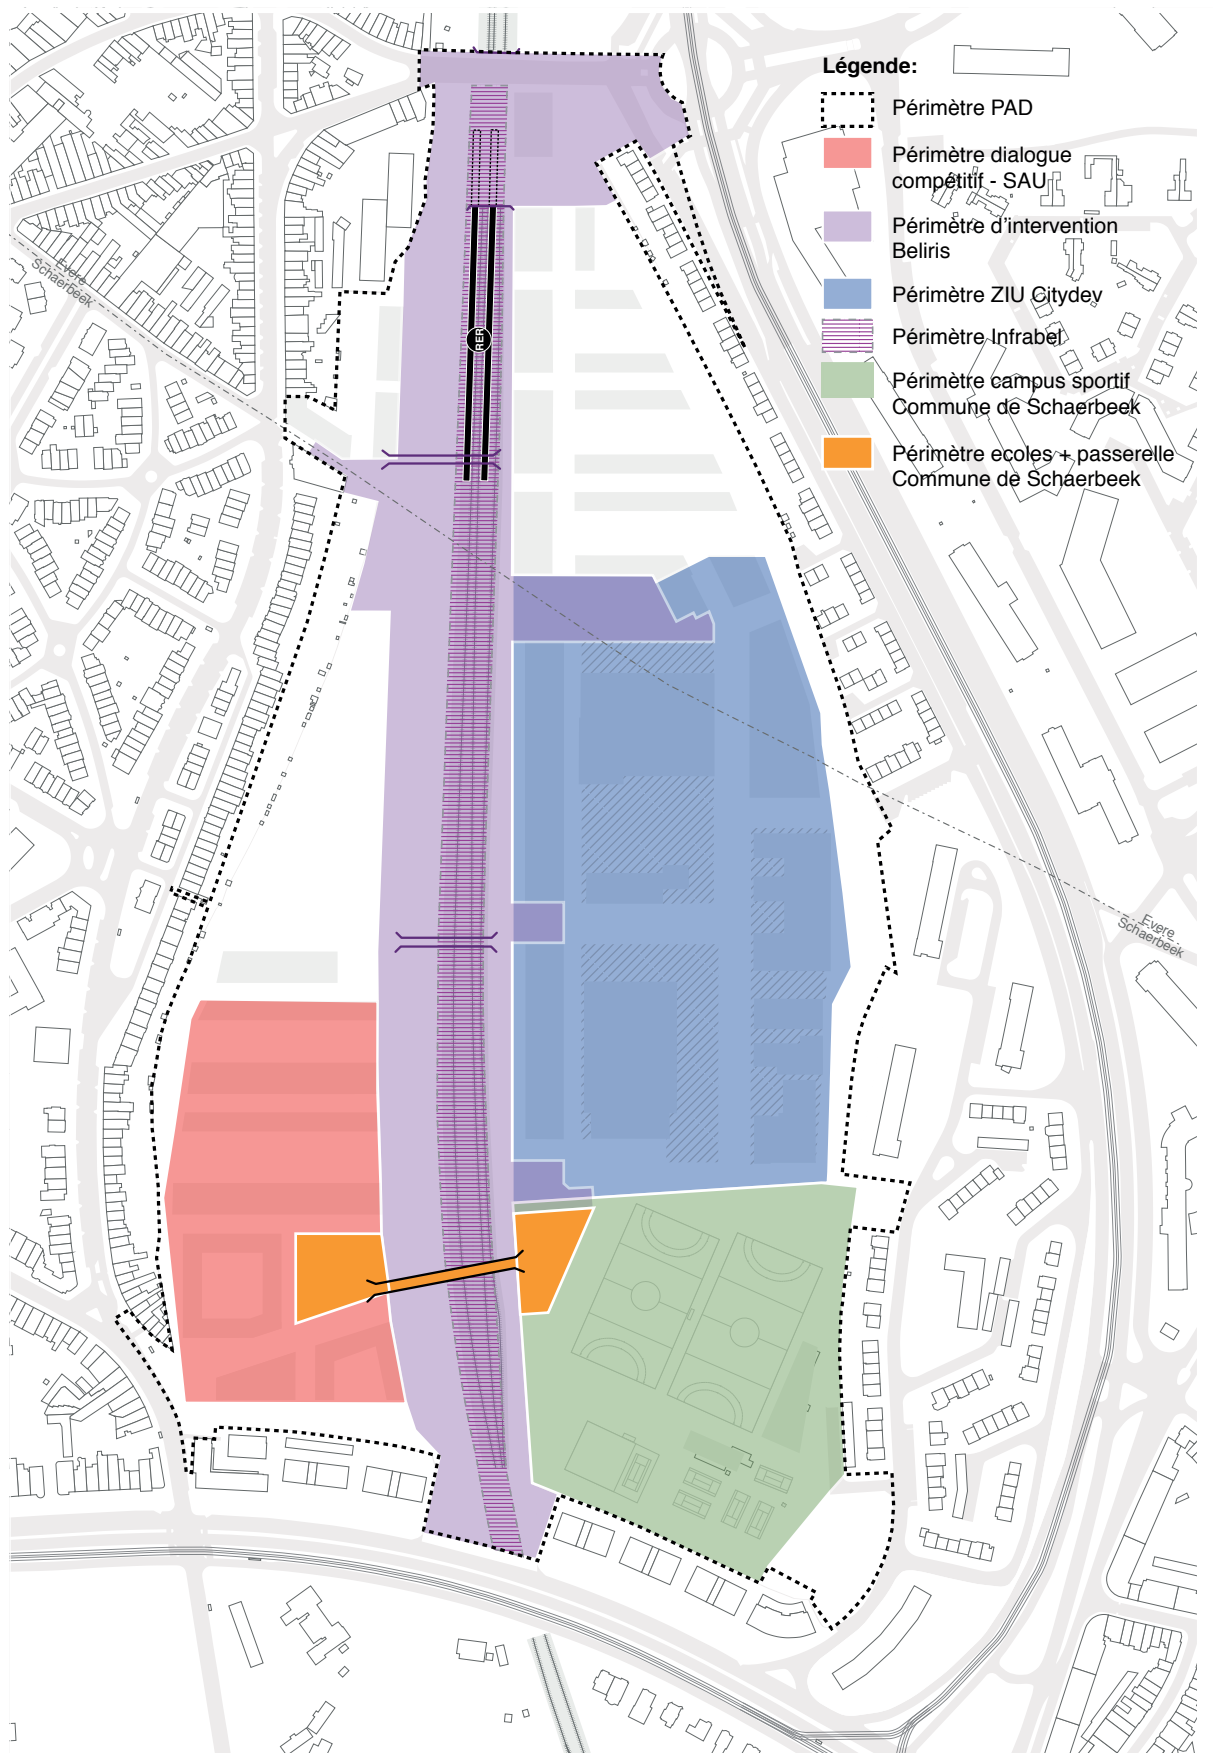 Légende:
Périmètre PAD
Périmètre dialogue
compétitif - SAU
Périmètre d'intervention
Beliris
Périmètre ZIU Citydev
Périmètre Infrabel
Périmètre campus sportif
Commune de Schaerbeek
Périmètre ecoles + passerelle
Commune de Schaerbeek
Evere
Schaerbeek
RER
Evere
Schaerbeek